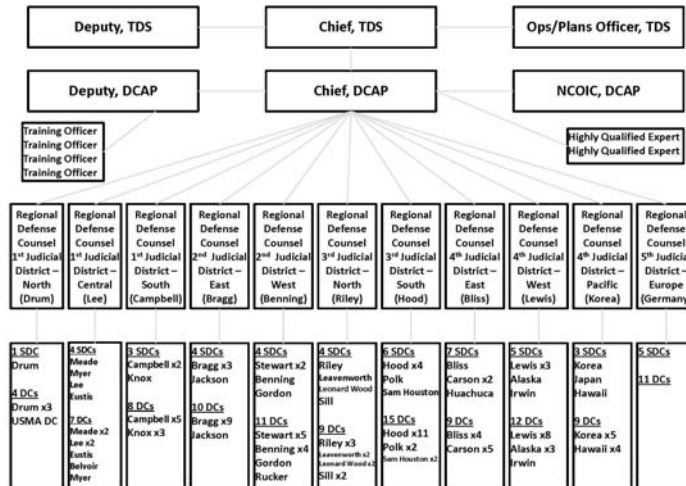 Deputy, TDS
Chief, TDS
Ops/Plans Officer, TDS
Deputy, DCAP
Chief, DCAP
NCOIC, DCAP
Training Officer
Training Officer
Training Officer
Training Officer
Highly Qualified Expert
Highly Qualified Expert
Regional
Defense
Counsel
1st Judicial
District –
North
(Drum)
Regional
Defense
Counsel
1st Judicial
District –
Central
(Lee)
Regional
Defense
Counsel
1st Judicial
District –
South
(Campbell)
Regional
Defense
Counsel
2nd Judicial
District –
East
(Bragg)
Regional
Defense
Counsel
2nd Judicial
District –
West
(Benning)
Regional
Defense
Counsel
3rd Judicial
District –
North
(Riley)
Regional
Defense
Counsel
3rd Judicial
District –
South
(Hood)
Regional
Defense
Counsel
4th Judicial
District –
East
(Bliss)
Regional
Defense
Counsel
4th Judicial
District –
West
(Lewis)
Regional
Defense
Counsel
4th Judicial
District –
Pacific
(Korea)
Regional
Defense
Counsel
5th Judicial
District –
Europe
(Germany)
1 SDC
Drum
4 DCs
Drum x3
USMA DC
4 SDCs
Meade
Myer
Lee
Eustis
7 DCs
Meade x2
Lee x2
Eustis
Belvoir
Myer
3 SDCs
Campbell x2
Knox
8 DCs
Campbell x5
Knox x3
4 SDCs
Bragg x3
Jackson
10 DCs
Bragg x9
Jackson
4 SDCs
Stewart x2
Benning
Gordon
11 DCs
Stewart x5
Benning x4
Gordon
Rucker
4 SDCs
Riley
Leavenworth
Leonard Wood
Sill
9 DCs
Riley x3
Leavenworth x2
Leonard Wood x2
Sill x2
6 SDCs
Hood x4
Polk
Sam Houston
15 DCs
Hood x11
Polk x2
Sam Houston x2
7 SDCs
Bliss
Carson x2
Huachuca
9 DCs
Bliss x4
Carson x5
5 SDCs
Lewis x3
Alaska
Irwin
12 DCs
Lewis x8
Alaska x3
Irwin
3 SDCs
Korea
Japan
Hawaii
9 DCs
Korea x5
Hawaii x4
5 SDCs
11 DCs